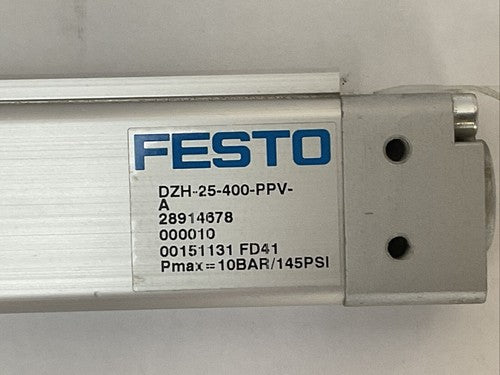 FESTO
DZH-25-400-PPV-
A
28914678
000010
00151131 FD41
Pmax=10BAR/145PSI